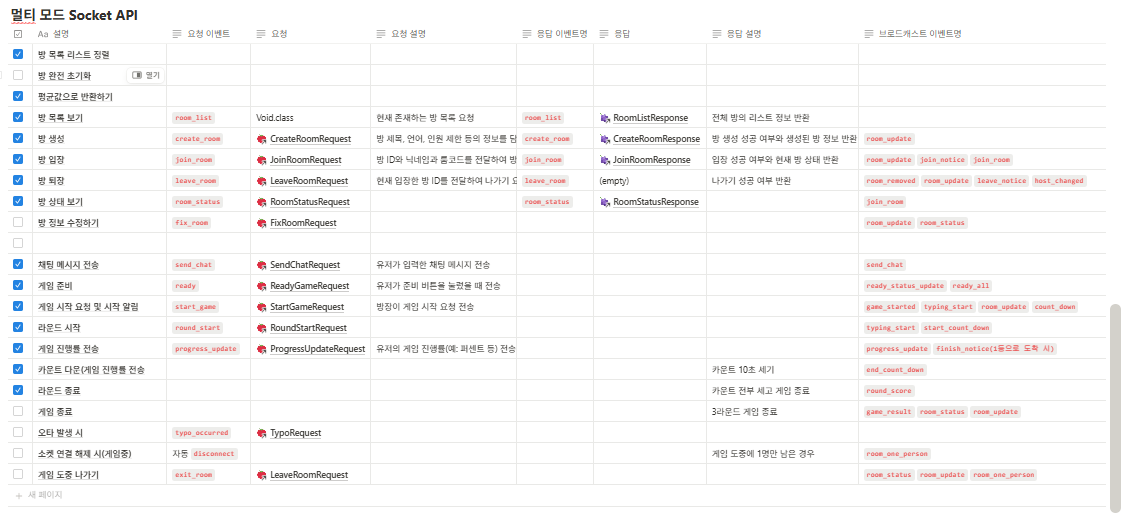 멀티 모드 Socket API
Aa 설명 요청 이벤트 요청 요청 설명 응답 이벤트명 응답 응답 설명 브로드캐스트 이벤트명
방 목록 리스트 정렬
방 완전 초기화 열기
평균값으로 반환하기
방 목록 보기 room_list Void.class 현재 존재하는 방 목록 요청 room_list RoomListResponse 전체 방의 리스트 정보 반환
방 생성 create_room CreateRoomRequest 방 제목, 언어, 인원 제한 등의 정보를 담 create_room CreateRoomResponse 방 생성 성공 여부와 생성된 방 정보 반환 room_update
방 입장 join_room JoinRoomRequest 방 ID와 닉네임과 룸코드를 전달하여 방 join_room JoinRoomResponse 입장 성공 여부와 현재 방 상태 반환 room_update join_notice join_room
방 퇴장 leave_room LeaveRoomRequest 현재 입장한 방 ID를 전달하여 나가기 요 leave_room (empty) 나가기 성공 여부 반환 room_removed room_update leave_notice host_changed
방 상태 보기 room_status RoomStatusRequest room_status RoomStatusResponse join_room
방 정보 수정하기 fix_room FixRoomRequest room_update room_status
채팅 메시지 전송 send_chat SendChatRequest 유저가 입력한 채팅 메시지 전송 send_chat
게임 준비 ready ReadyGameRequest 유저가 준비 버튼을 눌렀을 때 전송 ready_status_update ready_all
게임 시작 요청 및 시작 알림 start_game StartGameRequest 방장이 게임 시작 요청 전송 game_started typing_start room_update count_down
라운드 시작 round_start RoundStartRequest typing_start start_count_down
게임 진행률 전송 progress_update ProgressUpdateRequest 유저의 게임 진행률(예: 퍼센트 등) 전송 progress_update finish_notice(1등으로 도착 시)
카운트 다운(게임 진행률 전송 카운트 10초 세기 end_count_down
라운드 종료 카운트 전부 세고 게임 종료 round_score
게임 종료 3라운드 게임 종료 game_result room_status room_update
오타 발생 시 typo_occurred TypoRequest
소켓 연결 해제 시(게임중) 자동 disconnect 게임 도중에 1명만 남은 경우 room_one_person
게임 도중 나가기 exit_room LeaveRoomRequest room_status room_update room_one_person
+ 새 페이지